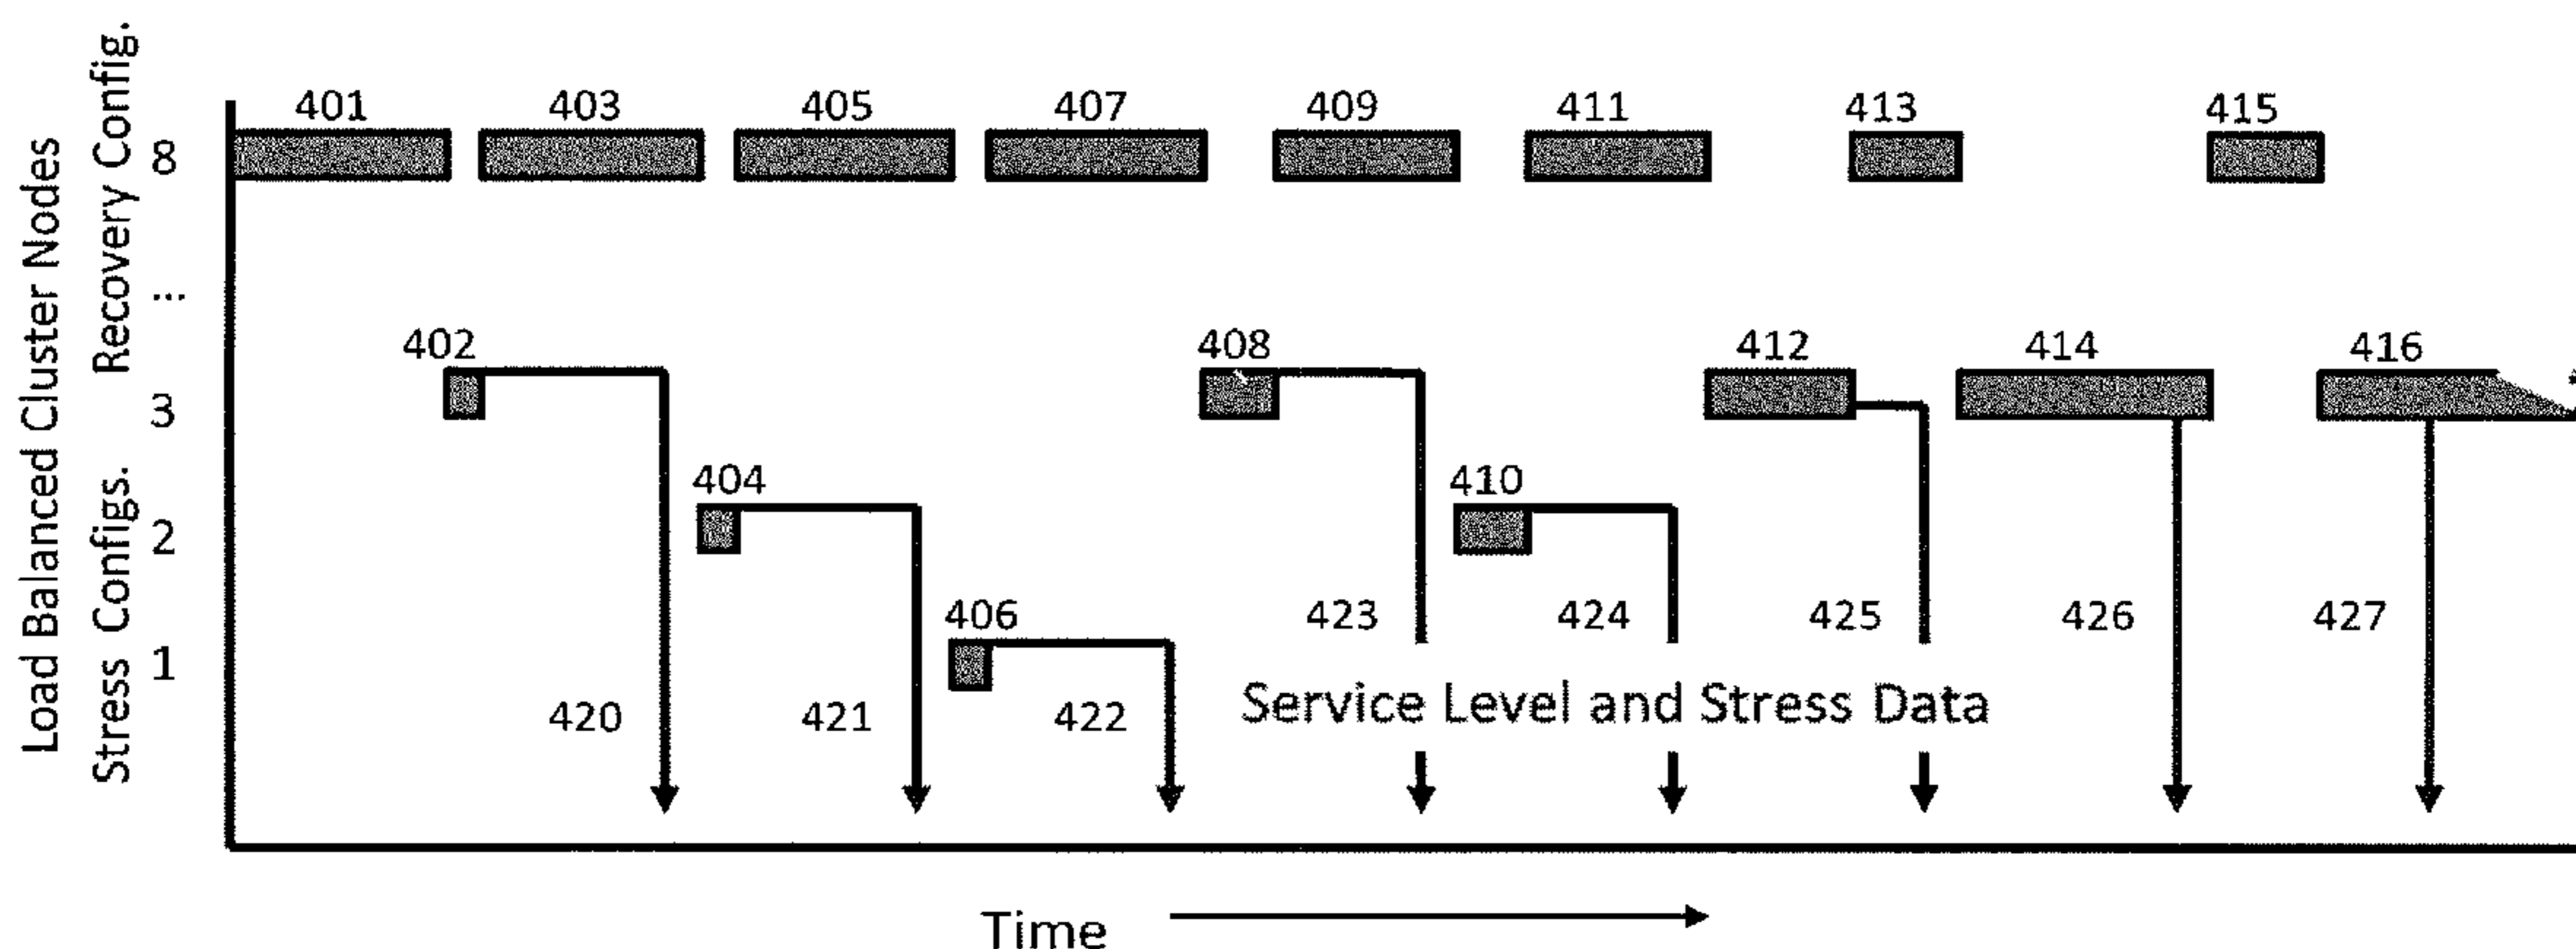 Load Balanced Cluster Nodes
Stress Configs. Recovery Config.
401 403 405 407 409 411 413 415
8
...
402 408 412 414 416
3
404 410
2
406 423 424 425 426 427
1
420 421 422 Service Level and Stress Data
Time